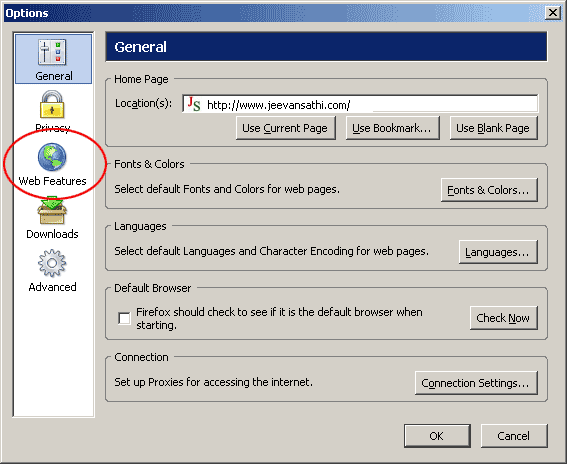 Options
General
Privacy
Web Features
Downloads
Advanced
General
Home Page
Location(s): JS http://www.jeevansathi.com/
Use Current Page Use Bookmark... Use Blank Page
Fonts & Colors
Select default Fonts and Colors for web pages. Fonts & Colors...
Languages
Select default Languages and Character Encoding for web pages. Languages...
Default Browser
Firefox should check to see if it is the default browser when
starting.
Check Now
Connection
Set up Proxies for accessing the internet. Connection Settings...
OK Cancel